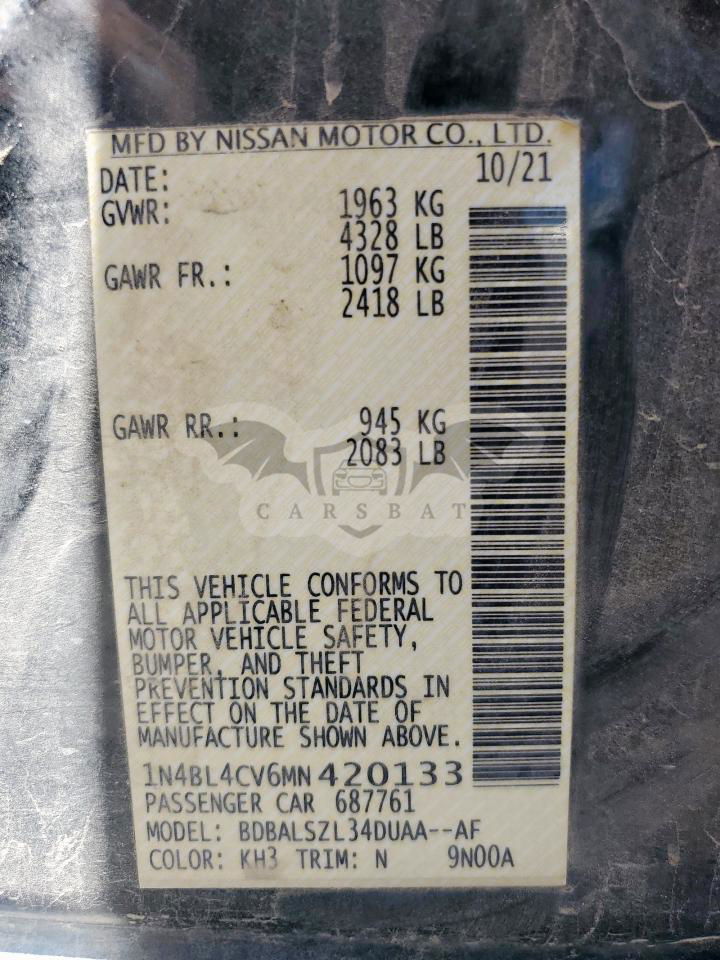 MFD BY NISSAN MOTOR CO., LTD.
DATE: 10/21
GVWR: 1963 KG
4328 LB
GAWR FR.: 1097 KG
2418 LB
GAWR RR.: 945 KG
2083 LB
CARSBAT
THIS VEHICLE CONFORMS TO
ALL APPLICABLE FEDERAL
MOTOR VEHICLE SAFETY,
BUMPER, AND THEFT
PREVENTION STANDARDS IN
EFFECT ON THE DATE OF
MANUFACTURE SHOWN ABOVE.
1N4BL4CV6MN420133
PASSENGER CAR 687761
MODEL: BDBALSZL34DUAA--AF
COLOR: KH3 TRIM: N 9N00A